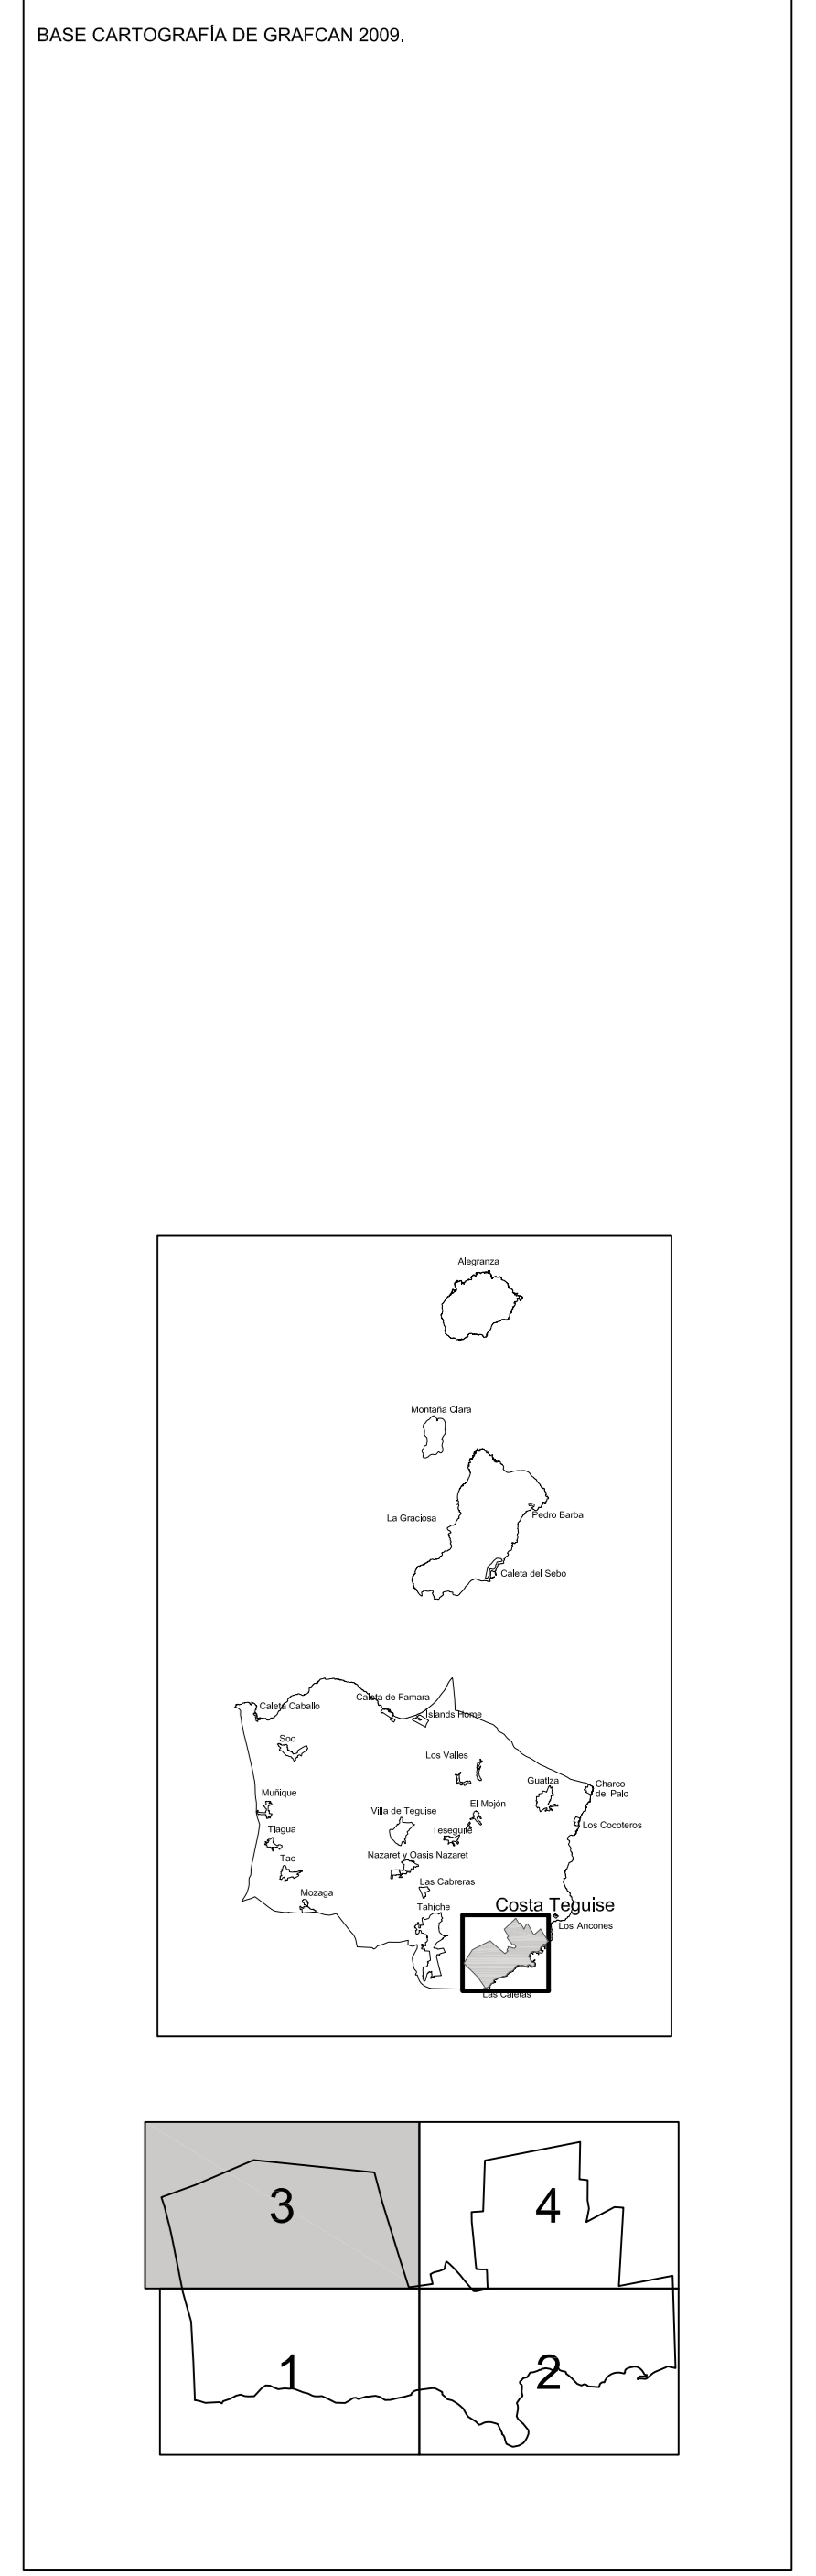 BASE CARTOGRAFÍA DE GRAFCAN 2009.
Alegranza
Montaña Clara
La Graciosa
Pedro Barba
Caleta del Sebo
Caleta de Famara
Caleta Caballo
Islands Home
Soo
Los Valles
Guatiza
Charco
del Palo
Muñique
El Mojón
Villa de Teguise
Los Cocoteros
Tiagua
Teseguite
Nazaret y Oasis Nazaret
Tao
Las Cabreras
Mozaga
Costa Teguise
Tahiche
Los Ancones
Las Caletas
3
4
1
2